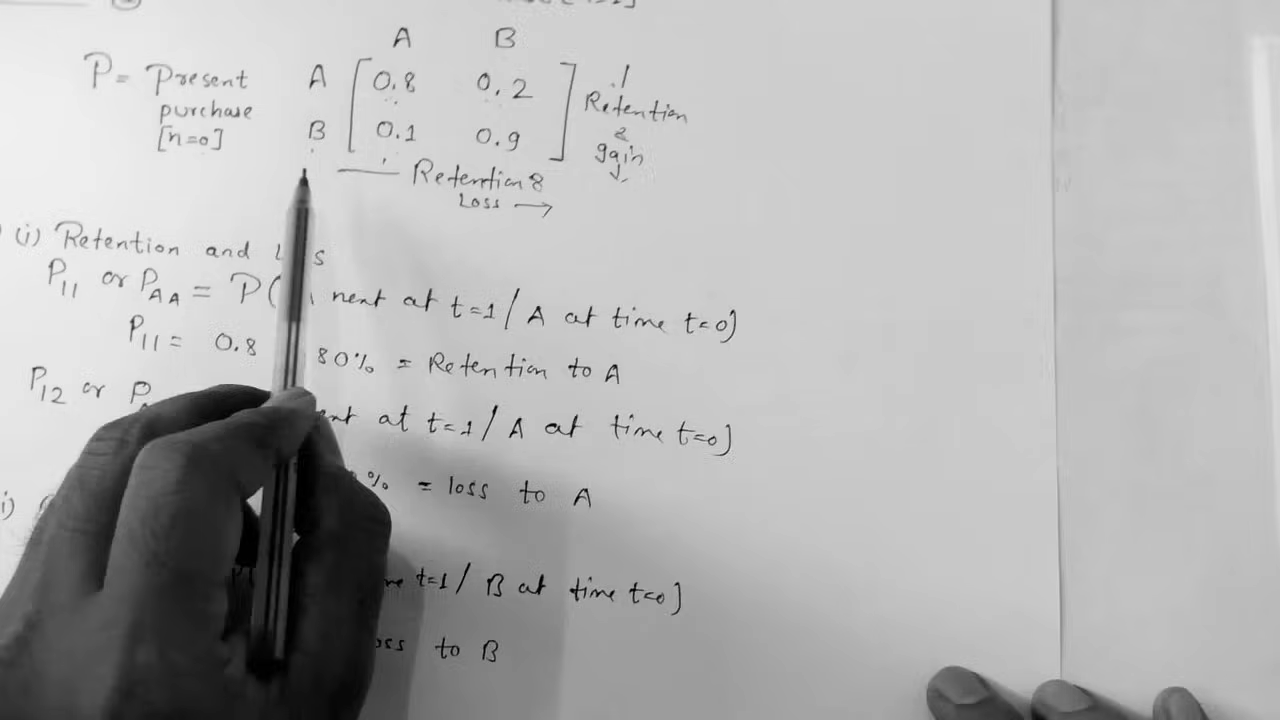 A B
P = Present A [ 0.8 0.2 ] Retention
purchase B 0.1 0.9 &
[n=0] gain
Retention &
Loss →
(i) Retention and
P11 or PAA = P( nent at t=1 / A at time t=0]
P11 = 0.8 80% = Retention to A
P12 or P at t=1 / A at time t=0]
% = loss to A
t=1 / B at time t=0]
to B